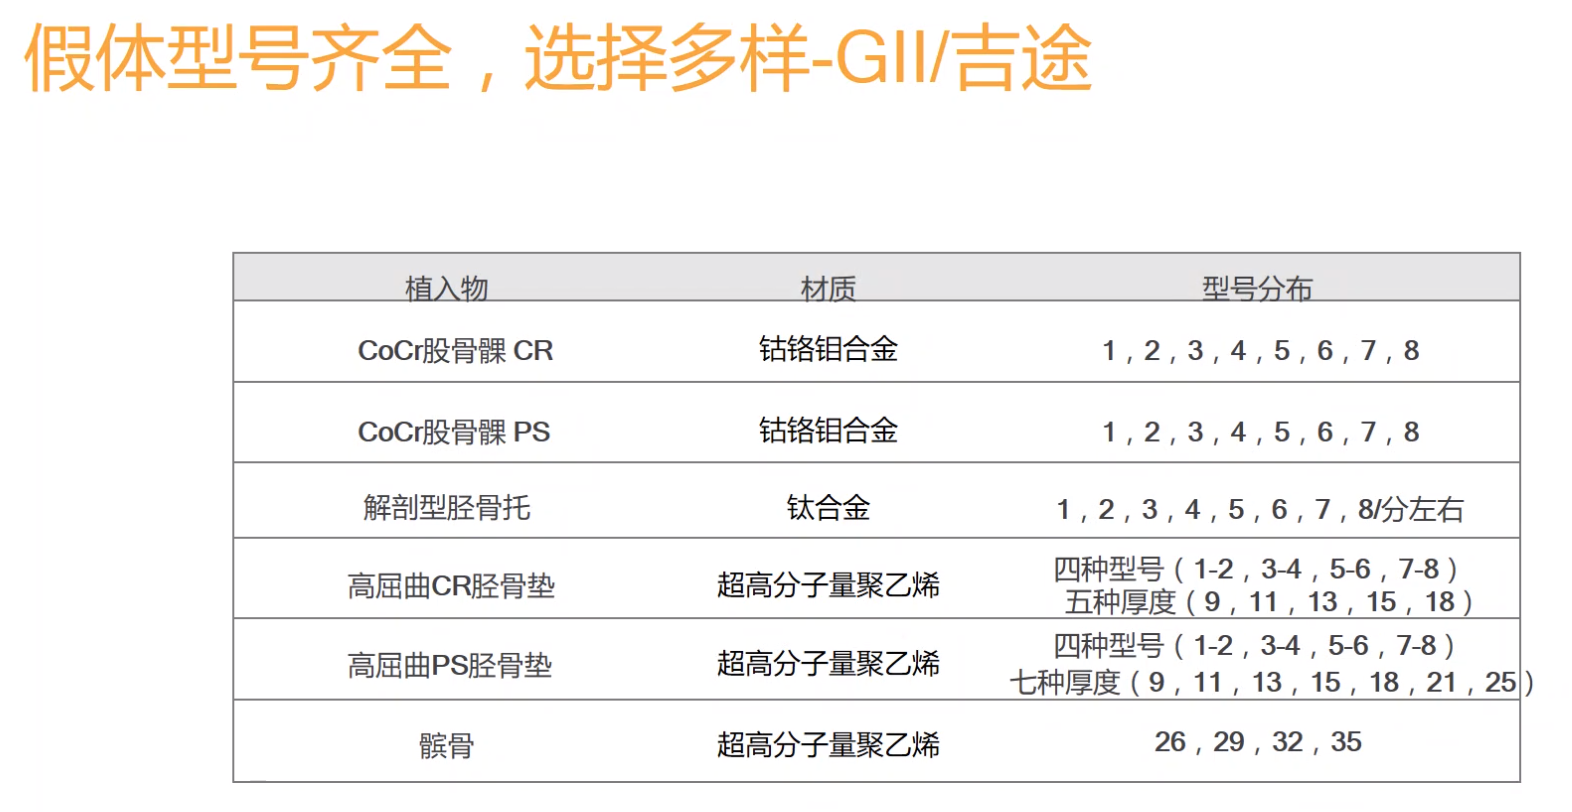 假体型号齐全，选择多样-GII/吉途
植入物 材质 型号分布
CoCr股骨髁 CR 钴铬钼合金 1，2，3，4，5，6，7，8
CoCr股骨髁 PS 钴铬钼合金 1，2，3，4，5，6，7，8
解剖型胫骨托 钛合金 1，2，3，4，5，6，7，8/分左右
高屈曲CR胫骨垫 超高分子量聚乙烯 四种型号（1-2，3-4，5-6，7-8）
五种厚度（9，11，13，15，18）
高屈曲PS胫骨垫 超高分子量聚乙烯 四种型号（1-2，3-4，5-6，7-8）
七种厚度（9，11，13，15，18，21，25）
髌骨 超高分子量聚乙烯 26，29，32，35